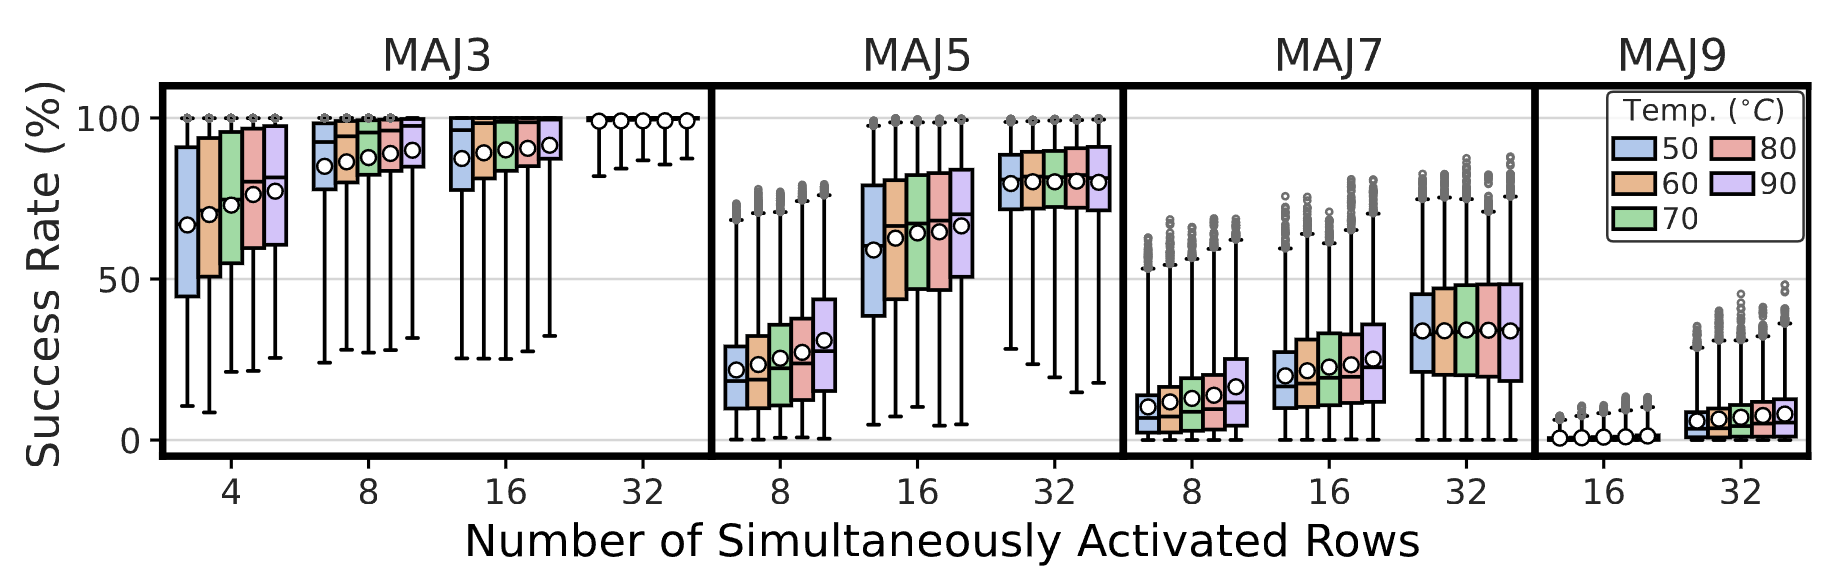 MAJ3 MAJ5 MAJ7 MAJ9
Success Rate (%)
100
50
0
Temp. (°C)
50 80
60 90
70
4 8 16 32 8 16 32 8 16 32 16 32
Number of Simultaneously Activated Rows